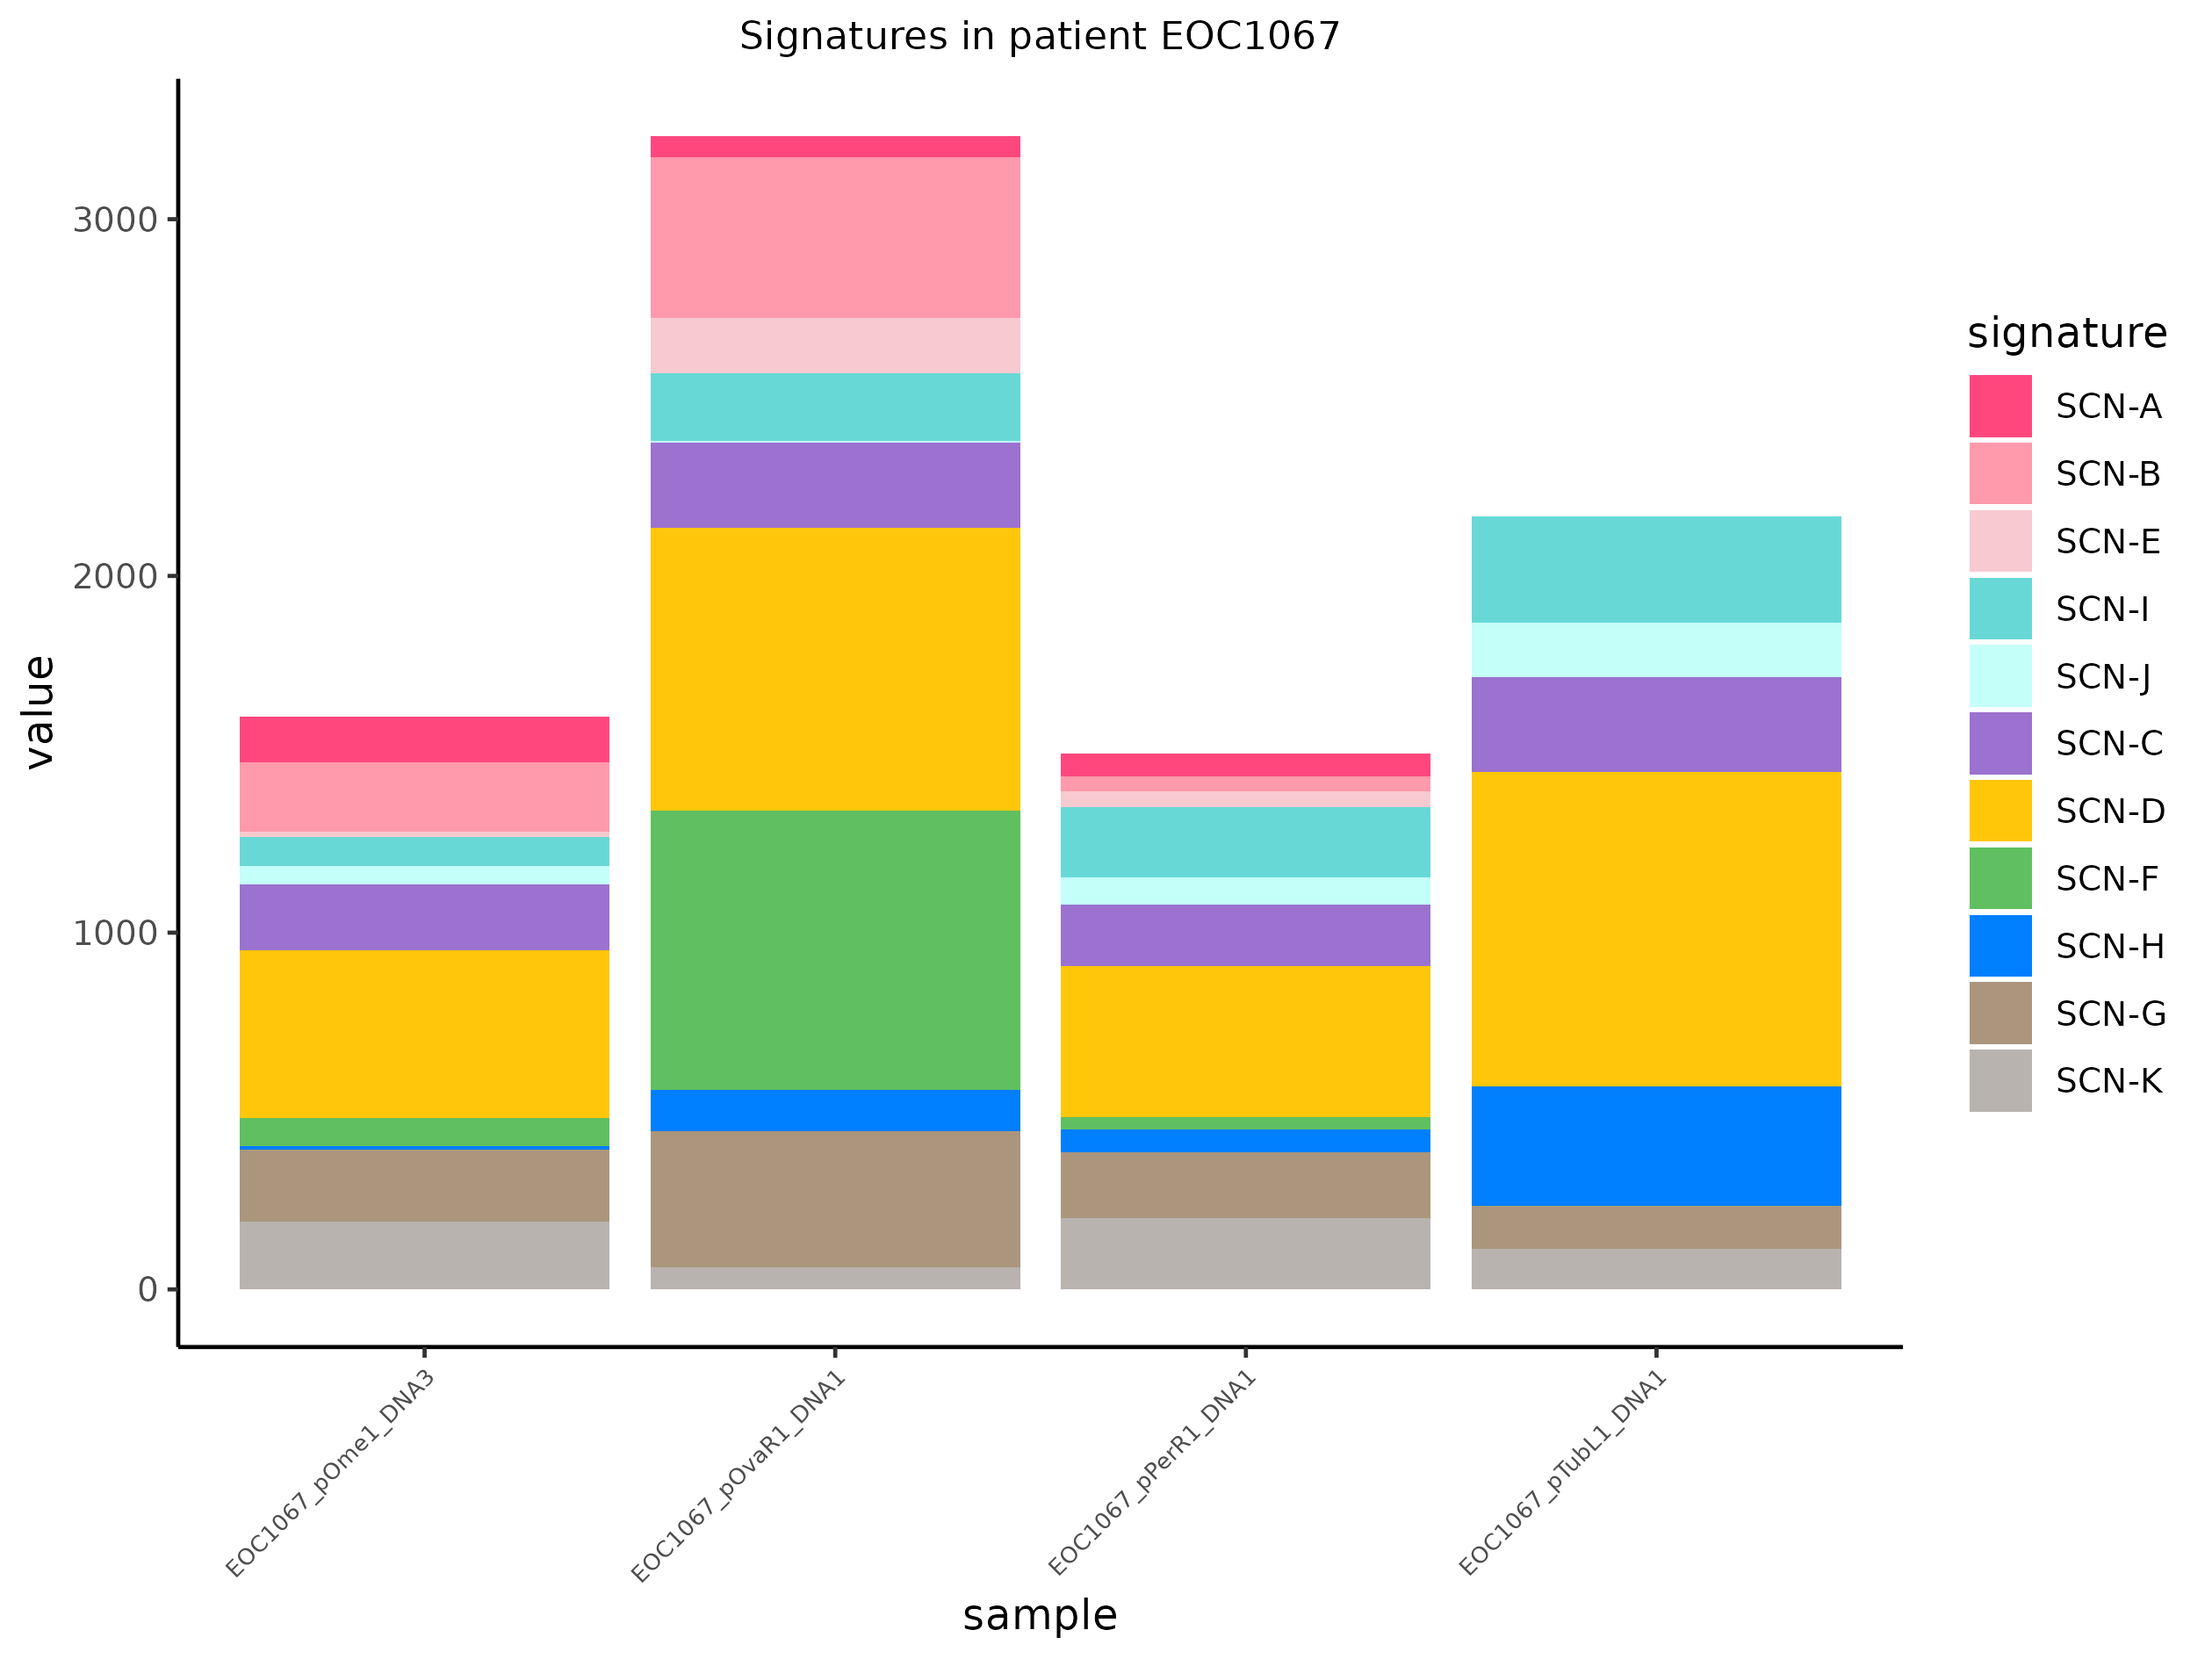 Signatures in patient EOC1067
value
3000
2000
1000
0
EOC1067_pOme1_DNA3
EOC1067_pOvaR1_DNA1
EOC1067_pPerR1_DNA1
EOC1067_pTubL1_DNA1
sample
signature
SCN-A
SCN-B
SCN-E
SCN-I
SCN-J
SCN-C
SCN-D
SCN-F
SCN-H
SCN-G
SCN-K